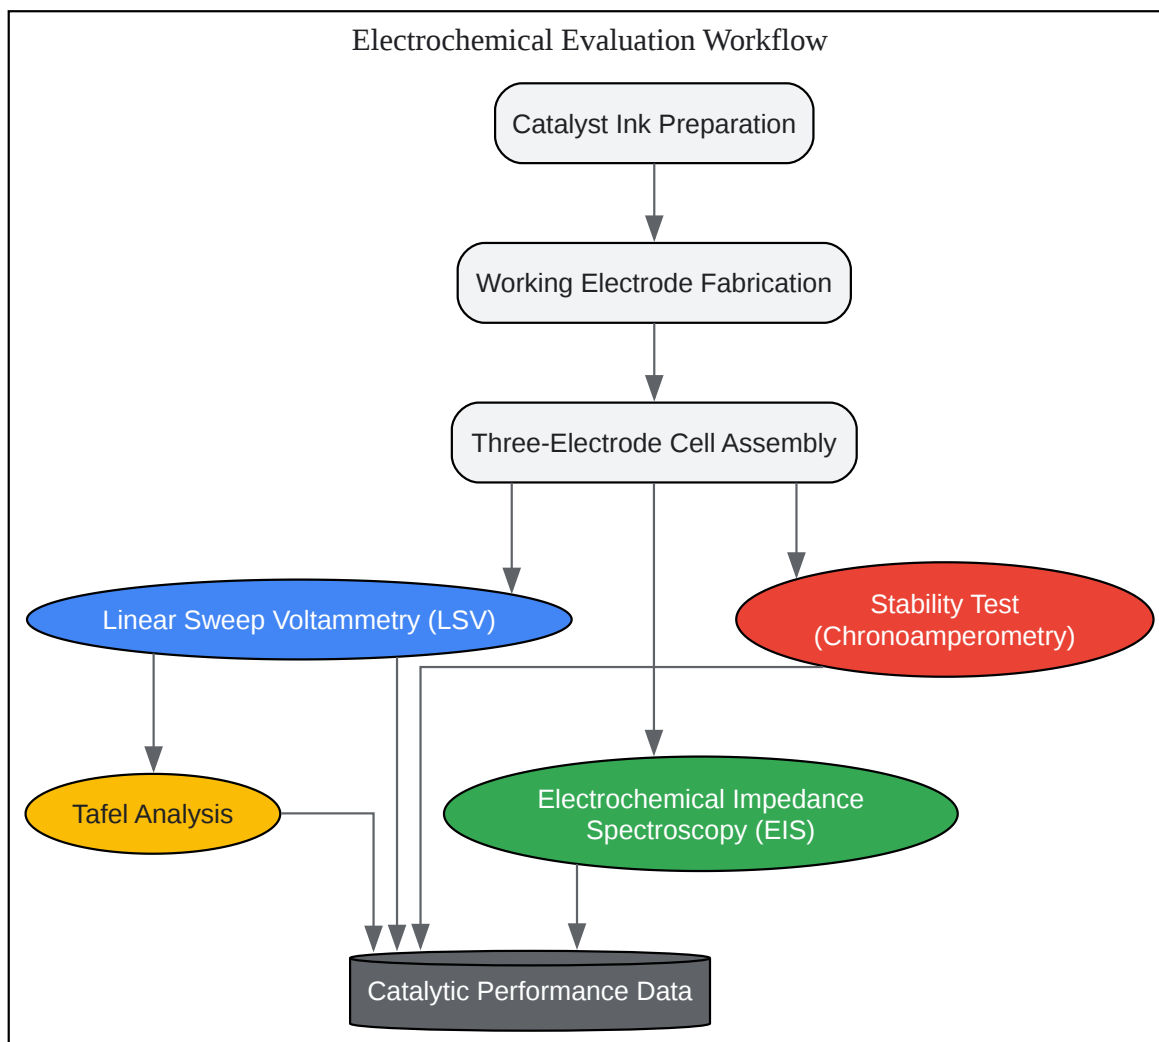 Electrochemical Evaluation Workflow
Catalyst Ink Preparation
Working Electrode Fabrication
Three-Electrode Cell Assembly
Linear Sweep Voltammetry (LSV)
Stability Test
(Chronoamperometry)
Tafel Analysis
Electrochemical Impedance
Spectroscopy (EIS)
Catalytic Performance Data